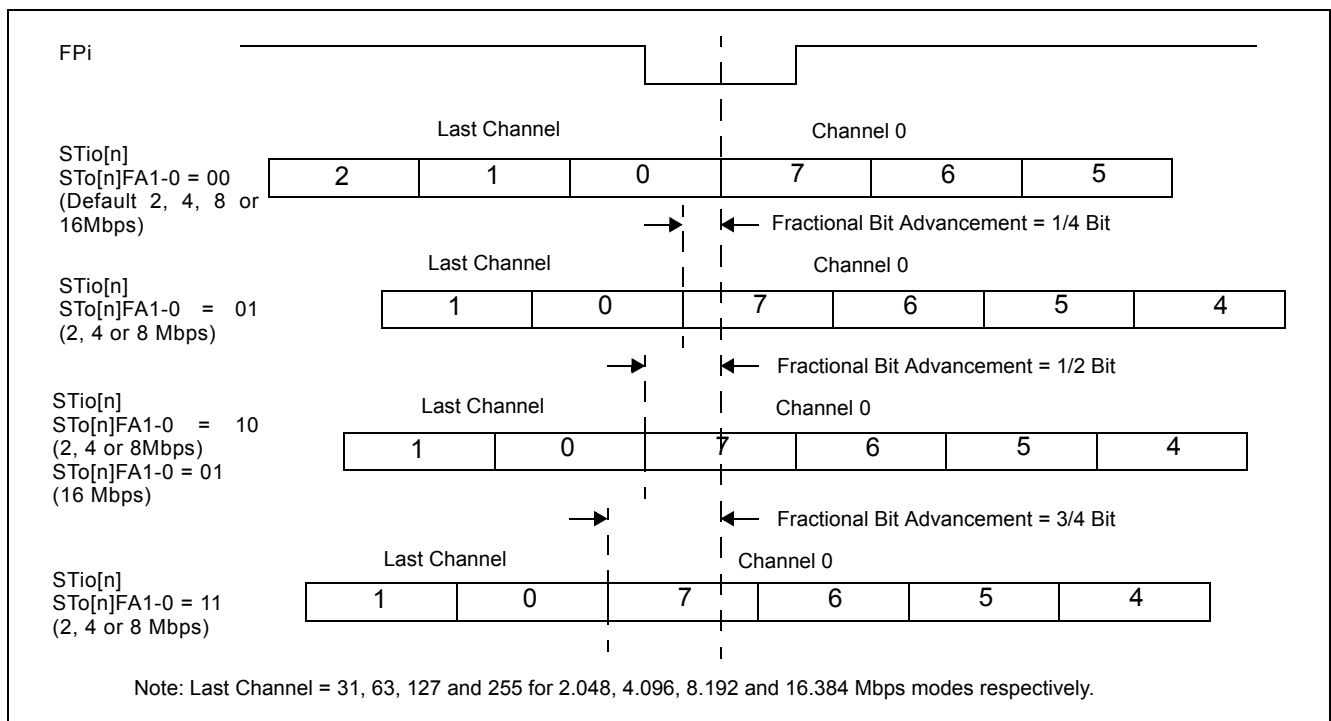 FPi
Last Channel
Channel 0
STio[n]
STo[n]FA1-0 = 00
(Default 2, 4, 8 or
16Mbps)
2 1 0 7 6 5
Fractional Bit Advancement = 1/4 Bit
Last Channel
Channel 0
STio[n]
STo[n]FA1-0 = 01
(2, 4 or 8 Mbps)
1 0 7 6 5 4
Fractional Bit Advancement = 1/2 Bit
Last Channel
Channel 0
STio[n]
STo[n]FA1-0 = 10
(2, 4 or 8Mbps)
STo[n]FA1-0 = 01
(16 Mbps)
1 0 7 6 5 4
Fractional Bit Advancement = 3/4 Bit
Last Channel
Channel 0
STio[n]
STo[n]FA1-0 = 11
(2, 4 or 8 Mbps)
1 0 7 6 5 4
Note: Last Channel = 31, 63, 127 and 255 for 2.048, 4.096, 8.192 and 16.384 Mbps modes respectively.